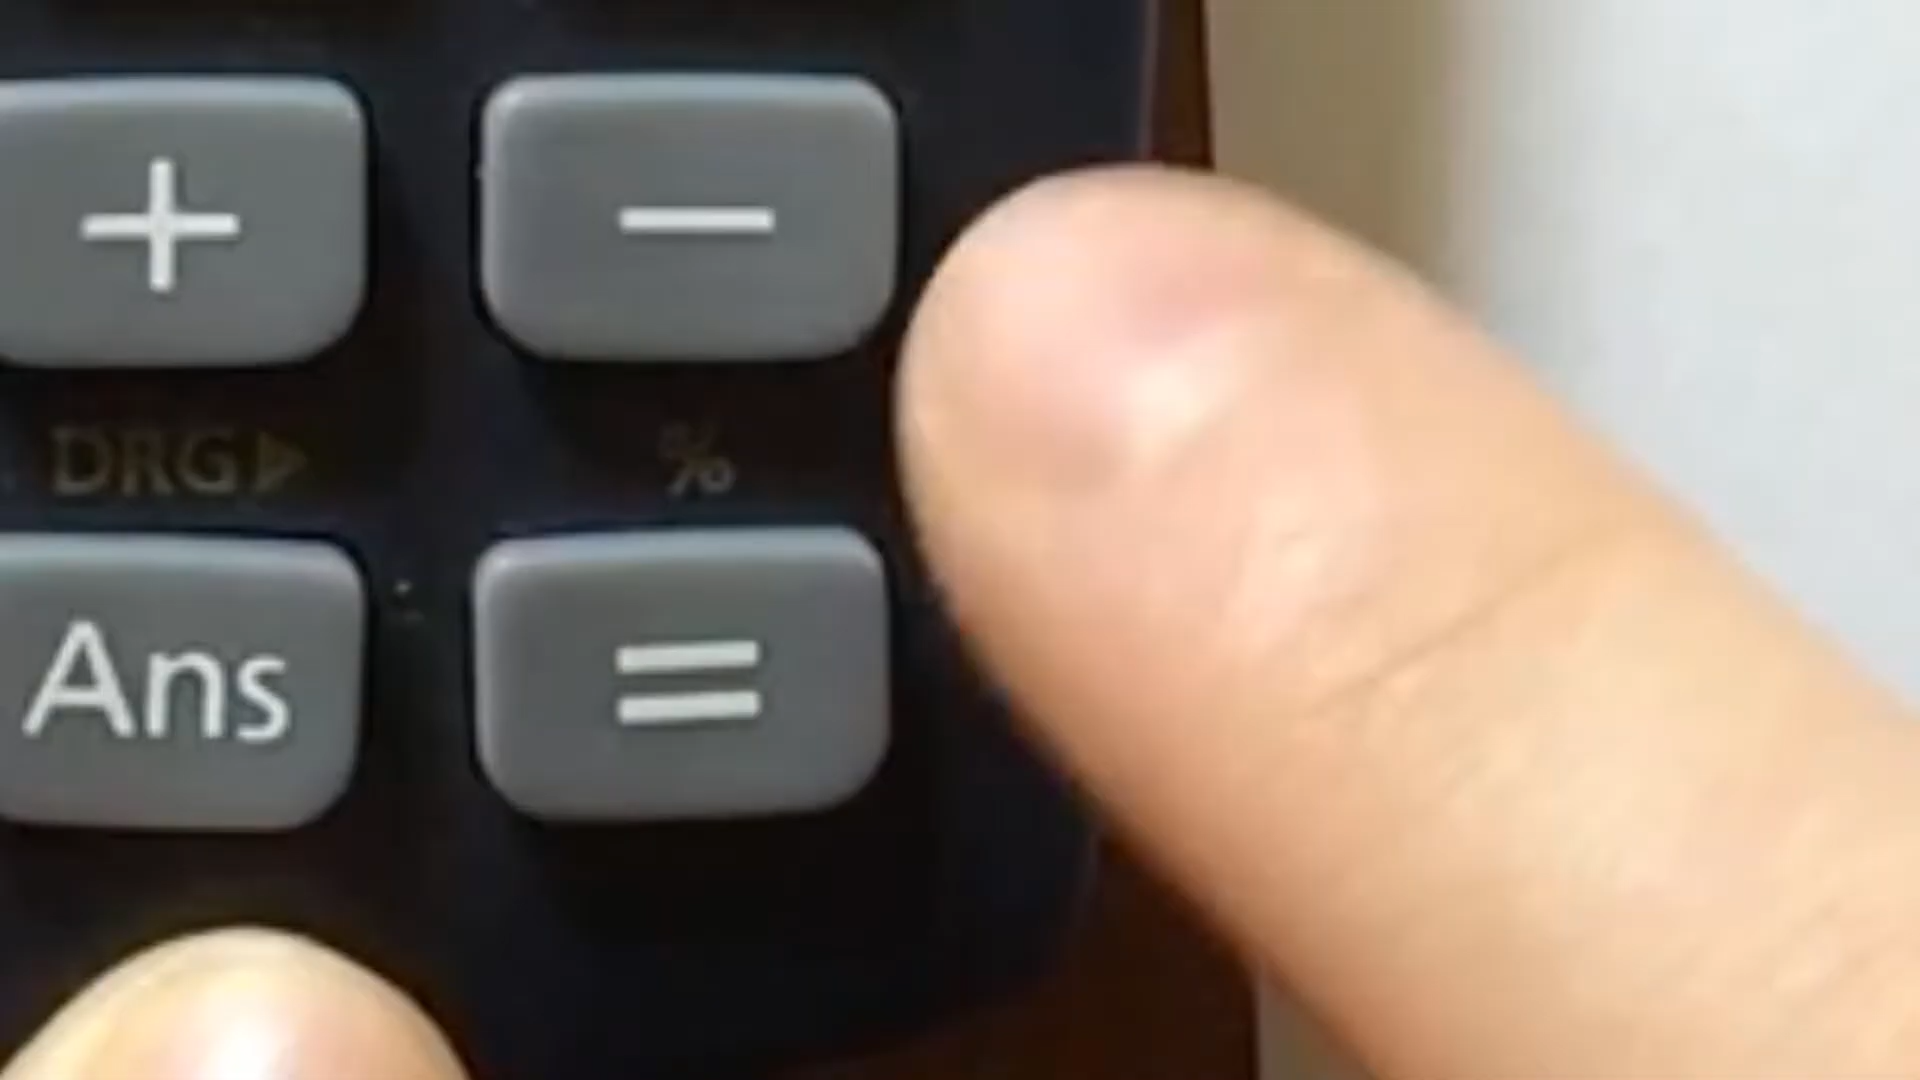 + −
DRG▶ %
Ans =